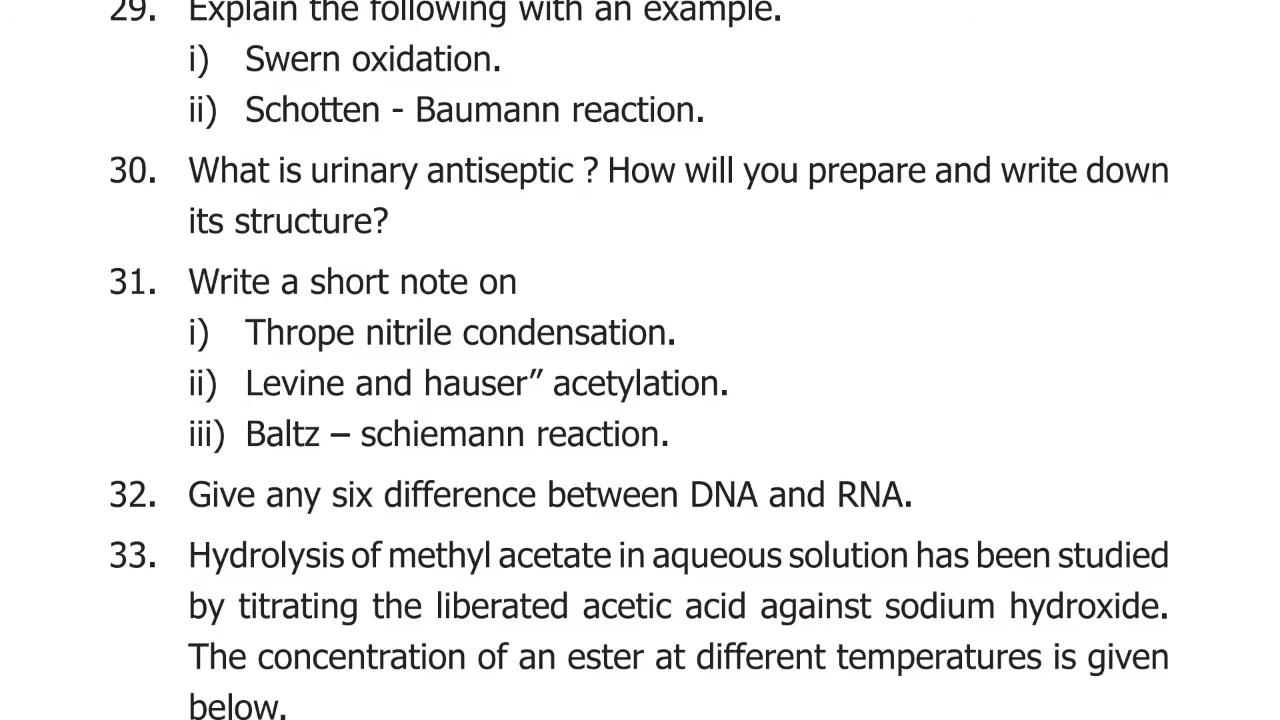 29. Explain the following with an example.
i) Swern oxidation.
ii) Schotten - Baumann reaction.
30. What is urinary antiseptic ? How will you prepare and write down
its structure?
31. Write a short note on
i) Thrope nitrile condensation.
ii) Levine and hauser” acetylation.
iii) Baltz – schiemann reaction.
32. Give any six difference between DNA and RNA.
33. Hydrolysis of methyl acetate in aqueous solution has been studied
by titrating the liberated acetic acid against sodium hydroxide.
The concentration of an ester at different temperatures is given
below.